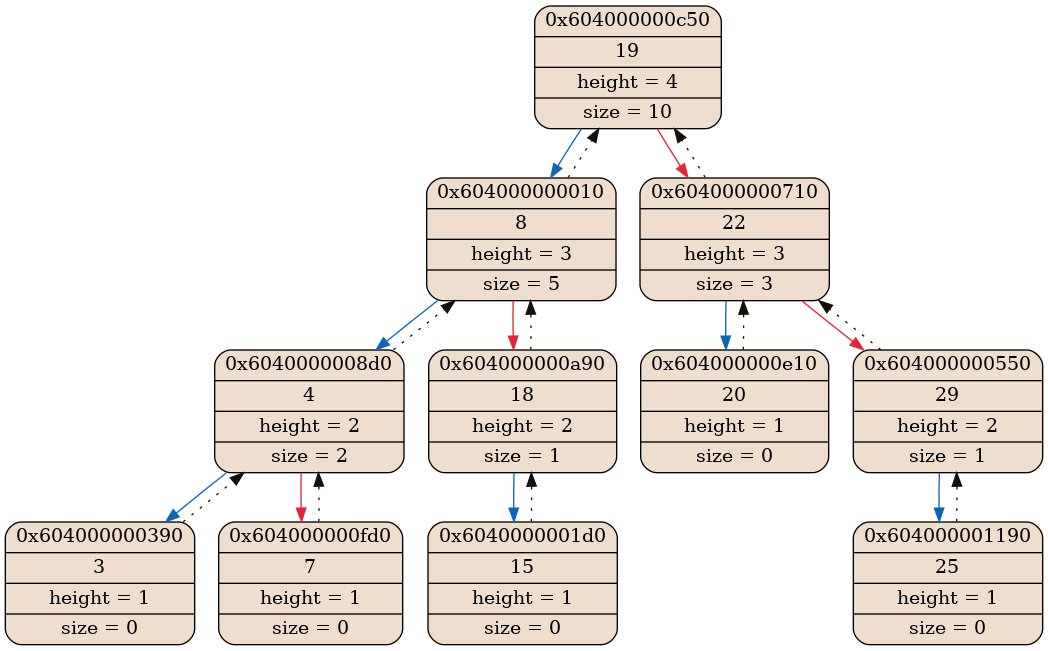 0x604000000c50
19
height = 4
size = 10
0x604000000010
8
height = 3
size = 5
0x604000000710
22
height = 3
size = 3
0x6040000008d0
4
height = 2
size = 2
0x604000000a90
18
height = 2
size = 1
0x604000000e10
20
height = 1
size = 0
0x604000000550
29
height = 2
size = 1
0x604000000390
3
height = 1
size = 0
0x604000000fd0
7
height = 1
size = 0
0x6040000001d0
15
height = 1
size = 0
0x604000001190
25
height = 1
size = 0